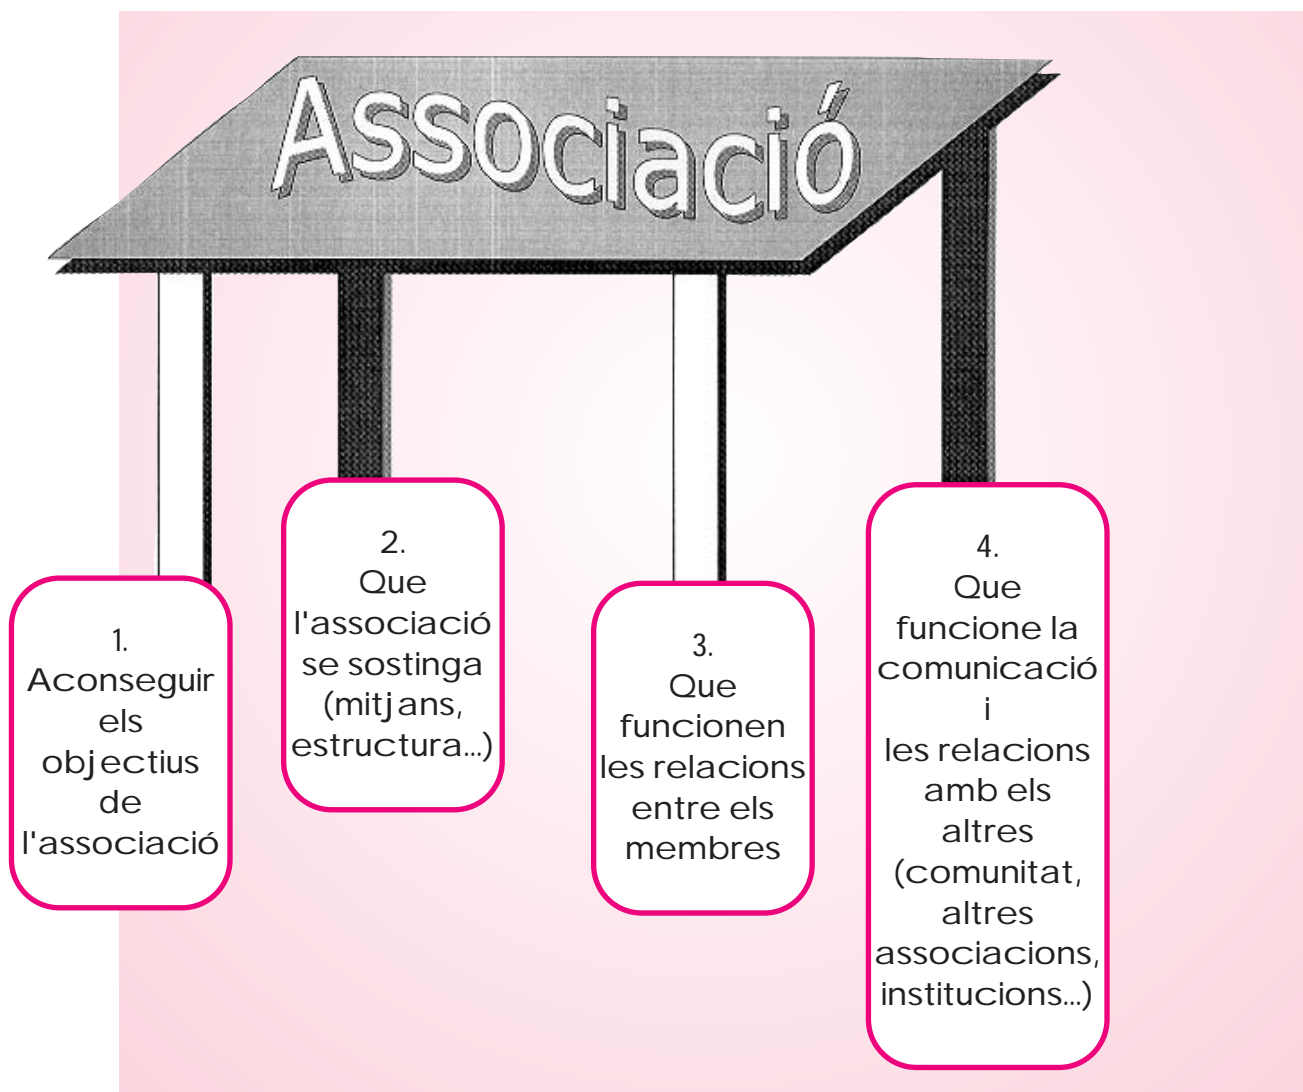 Associació
1.
Aconseguir
els
objectius
de
l'associació
2.
Que
l'associació
se sostinga
(mitjans,
estructura...)
3.
Que
funcionen
les relacions
entre els
membres
4.
Que
funcione la
comunicació
i
les relacions
amb els
altres
(comunitat,
altres
associacions,
institucions...)